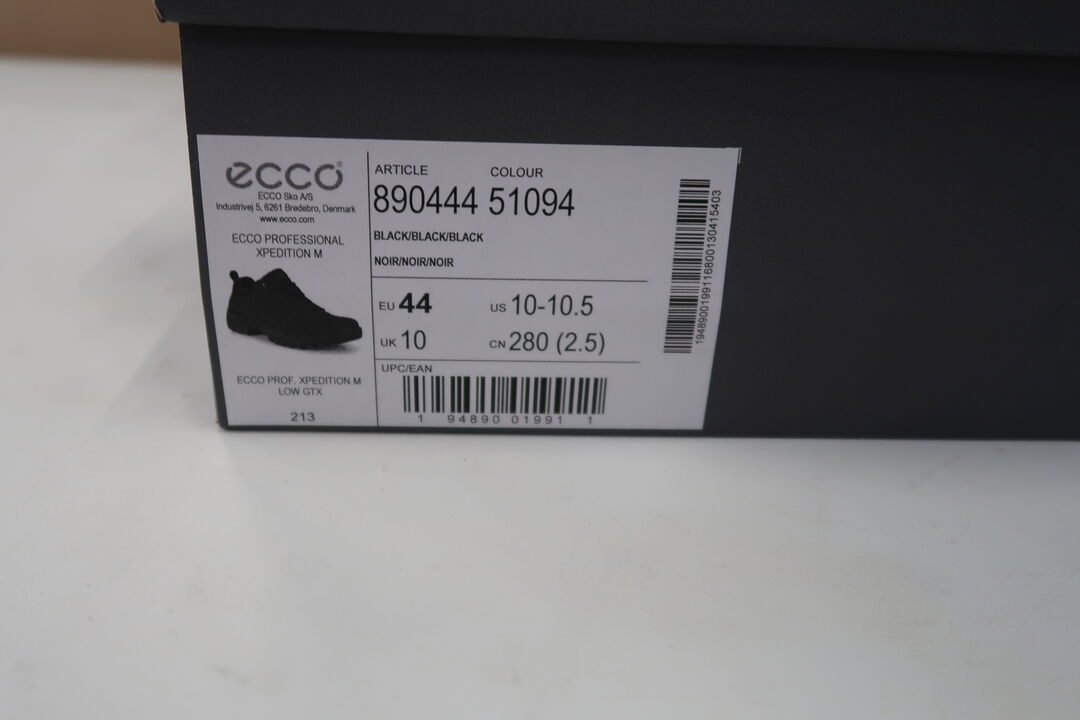 ecco®
ECCO Sko A/S
Industrivej 5, 6261 Bredebro, Denmark
www.ecco.com
ECCO PROFESSIONAL
XPEDITION M
ECCO PROF. XPEDITION M
LOW GTX
213
ARTICLE COLOUR
890444 51094
BLACK/BLACK/BLACK
NOIR/NOIR/NOIR
EU 44 US 10-10.5
UK 10 CN 280 (2.5)
UPC/EAN
1 94890 01991 1
1948900199116800130415403